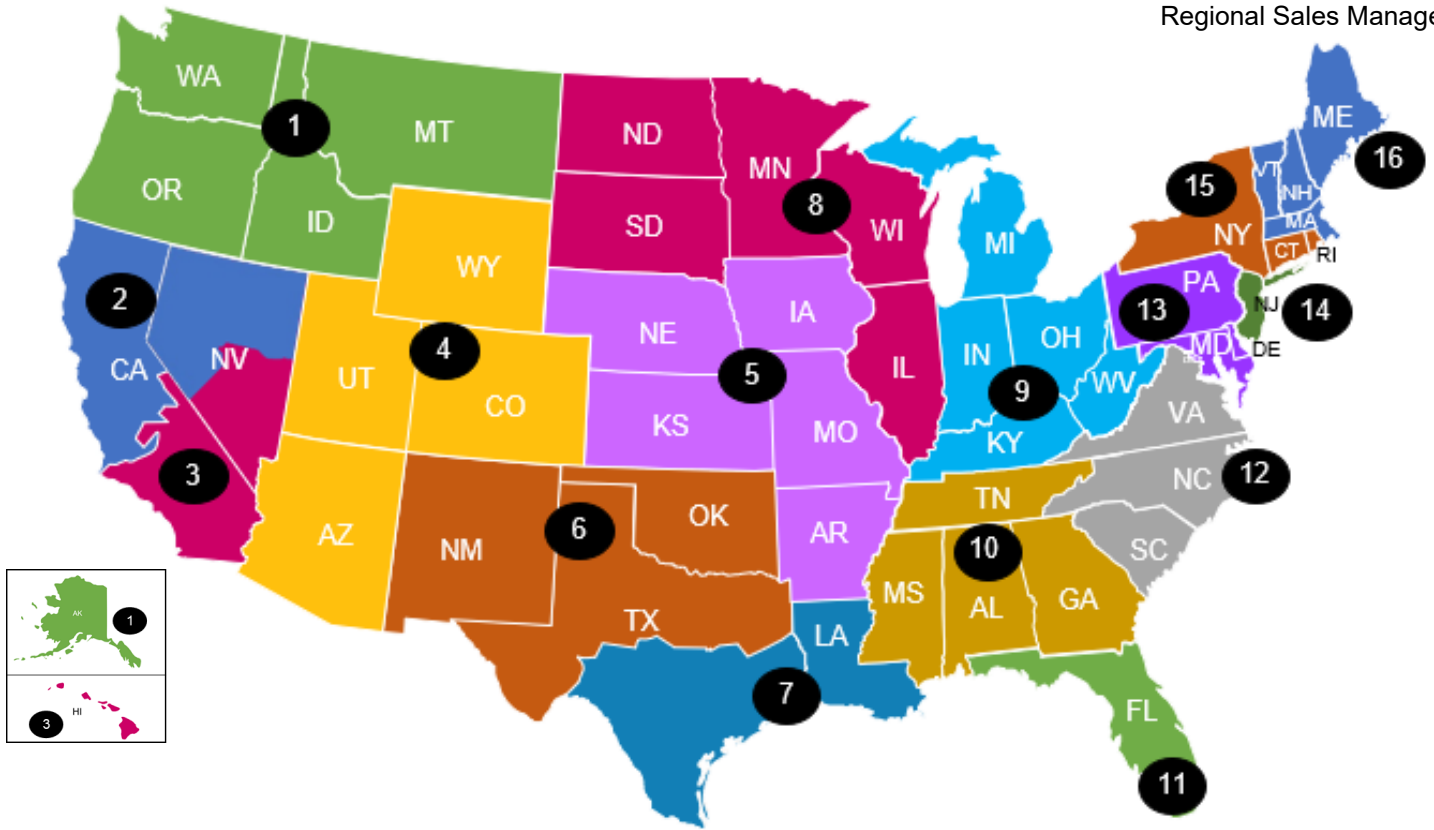 Regional Sales Manage
WA
MT
ND
MN
ME
1
16
OR
ID
SD
8
WI
MI
15
VT
NH
MA
NY
CT
RI
WY
2
NV
CA
UT
4
CO
NE
IA
5
IL
IN
OH
9
PA
13
NJ
14
MD
DE
WV
KS
MO
KY
VA
3
AZ
NM
6
OK
AR
TN
10
NC
12
SC
MS
AL
GA
TX
LA
7
FL
11
AK
1
HI
3